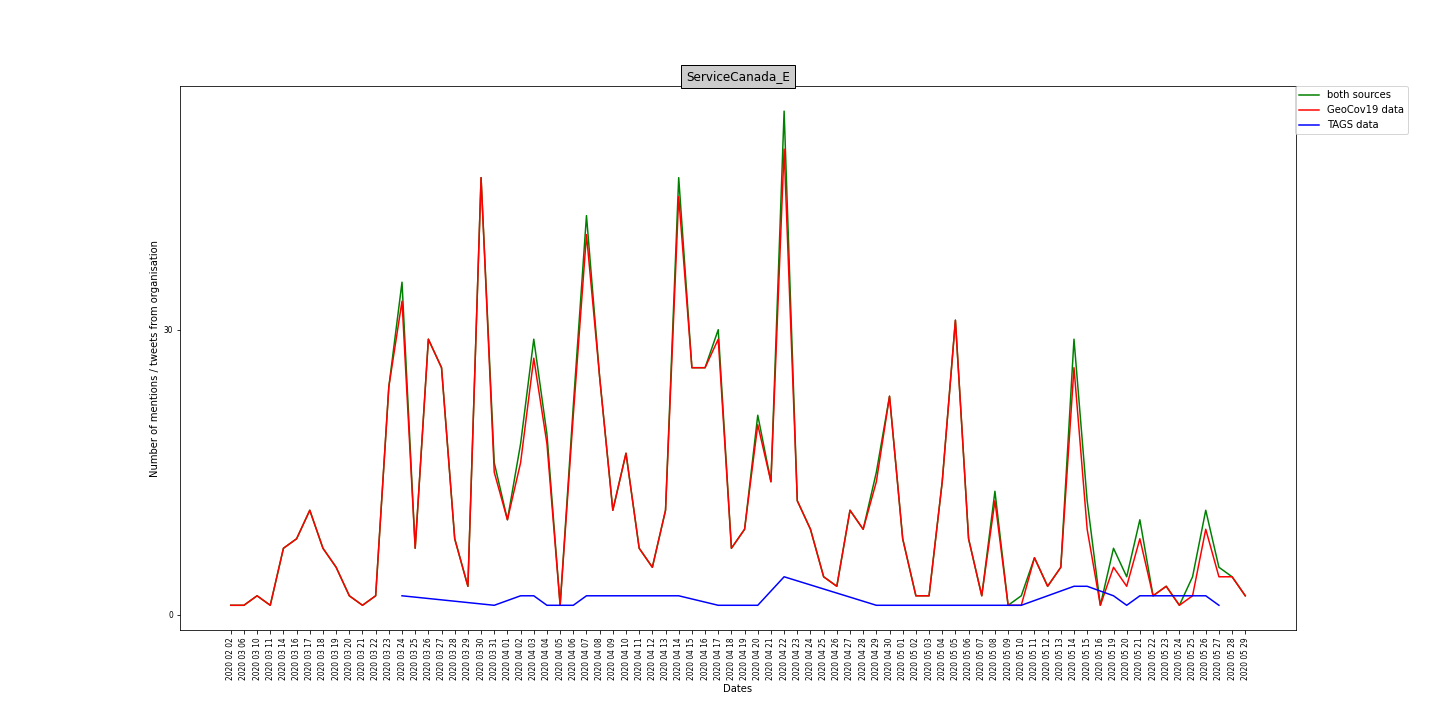 ServiceCanada_E
both sources
GeoCov19 data
TAGS data
Number of mentions / tweets from organisation
30
0
2020 02 02
2020 03 06
2020 03 10
2020 03 11
2020 03 14
2020 03 16
2020 03 17
2020 03 18
2020 03 19
2020 03 20
2020 03 21
2020 03 22
2020 03 23
2020 03 24
2020 03 25
2020 03 26
2020 03 27
2020 03 28
2020 03 29
2020 03 30
2020 03 31
2020 04 01
2020 04 02
2020 04 03
2020 04 04
2020 04 05
2020 04 06
2020 04 07
2020 04 08
2020 04 09
2020 04 10
2020 04 11
2020 04 12
2020 04 13
2020 04 14
2020 04 15
2020 04 16
2020 04 17
2020 04 18
2020 04 19
2020 04 20
2020 04 21
2020 04 22
2020 04 23
2020 04 24
2020 04 25
2020 04 26
2020 04 27
2020 04 28
2020 04 29
2020 04 30
2020 05 01
2020 05 02
2020 05 03
2020 05 04
2020 05 05
2020 05 06
2020 05 07
2020 05 08
2020 05 09
2020 05 10
2020 05 11
2020 05 12
2020 05 13
2020 05 14
2020 05 15
2020 05 16
2020 05 19
2020 05 20
2020 05 21
2020 05 22
2020 05 23
2020 05 24
2020 05 25
2020 05 26
2020 05 27
2020 05 28
2020 05 29
Dates